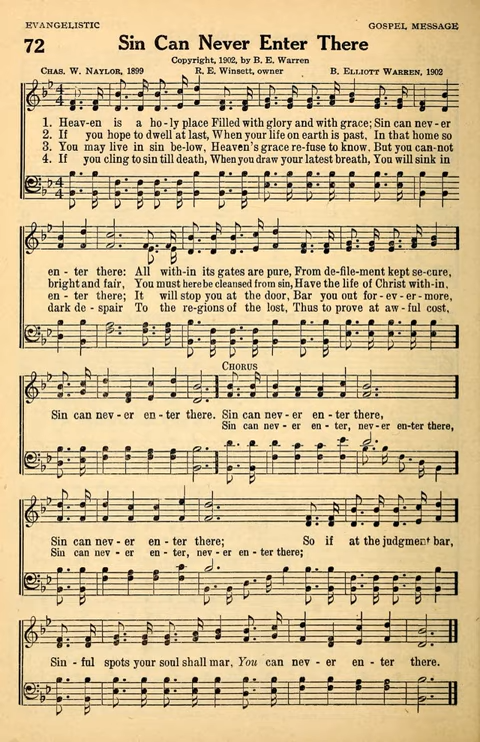 EVANGELISTIC GOSPEL MESSAGE
72 Sin Can Never Enter There
Copyright, 1902, by B. E. Warren
CHAS. W. NAYLOR, 1899 R. E. Winsett, owner B. ELLIOTT WARREN, 1902
1. Heav-en is a ho-ly place Filled with glory and with grace; Sin can nev-er
2. If you hope to dwell at last, When your life on earth is past, In that home so
3. You may live in sin be-low, Heaven's grace re-fuse to know, But you can-not
4. If you cling to sin till death, When you draw your latest breath, You will sink in
en-ter there: All with-in its gates are pure, From de-file-ment kept se-cure,
bright and fair, You must here be cleansed from sin, Have the life of Christ with-in,
en-ter there; It will stop you at the door, Bar you out for-ev-er-more,
dark de-spair To the re-gions of the lost, Thus to prove at aw-ful cost,
CHORUS
Sin can nev-er en-ter there. Sin can nev-er en-ter there,
Sin can nev-er en-ter, nev-er en-ter there,
Sin can nev-er en-ter there; So if at the judgment bar,
Sin can nev-er en-ter, nev-er en-ter there;
Sin-ful spots your soul shall mar, You can nev-er en-ter there.